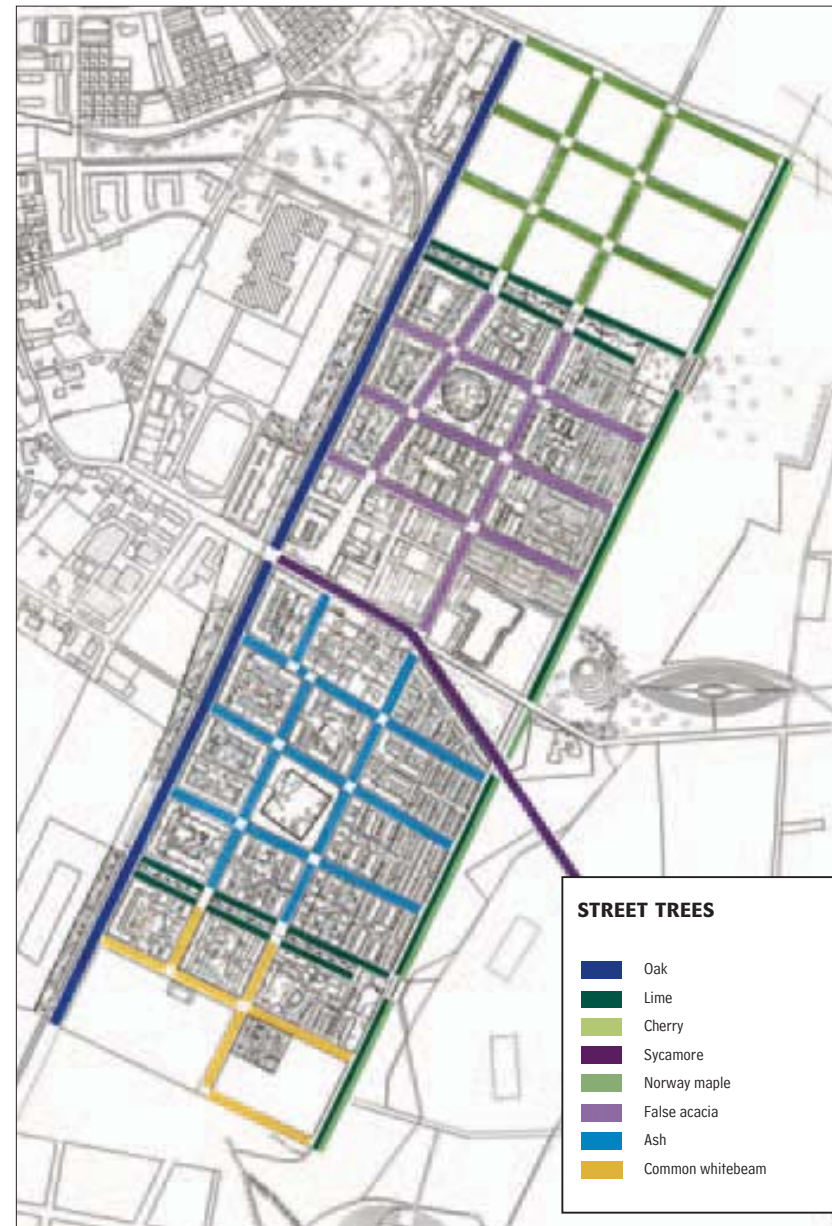 STREET TREES
Oak
Lime
Cherry
Sycamore
Norway maple
False acacia
Ash
Common whitebeam